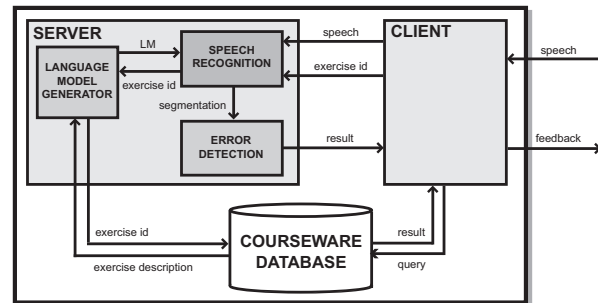 SERVER
CLIENT
LM
SPEECH
RECOGNITION
speech
speech
LANGUAGE
MODEL
GENERATOR
exercise id
exercise id
segmentation
ERROR
DETECTION
result
feedback
exercise id
COURSEWARE
DATABASE
result
exercise description
query